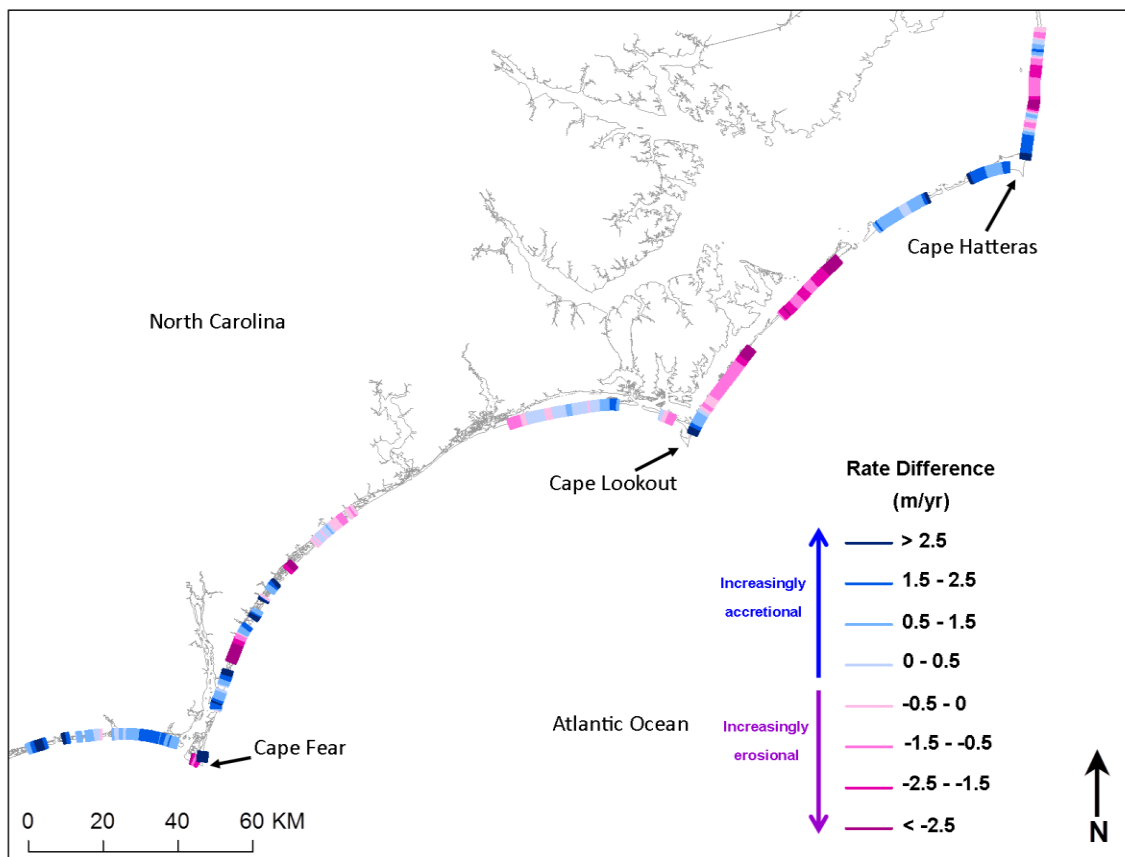 Cape Hatteras
North Carolina
Cape Lookout
Rate Difference
(m/yr)
> 2.5
Increasingly
accretional
1.5 - 2.5
0.5 - 1.5
0 - 0.5
-0.5 - 0
Atlantic Ocean
Increasingly
erosional
-1.5 - -0.5
-2.5 - -1.5
< -2.5
Cape Fear
0 20 40 60 KM
N